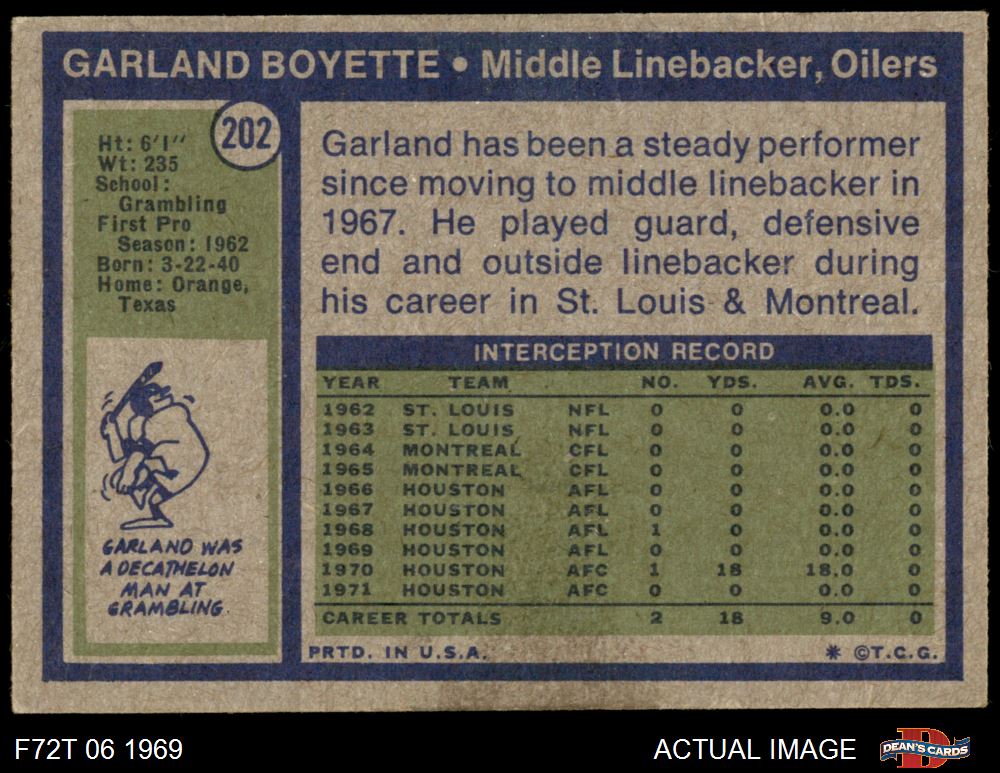 GARLAND BOYETTE • Middle Linebacker, Oilers
202
Ht: 6'1''
Wt: 235
School:
Grambling
First Pro
Season: 1962
Born: 3-22-40
Home: Orange,
Texas
GARLAND WAS
A DECATHELON
MAN AT
GRAMBLING.
Garland has been a steady performer
since moving to middle linebacker in
1967. He played guard, defensive
end and outside linebacker during
his career in St. Louis & Montreal.
INTERCEPTION RECORD
YEAR TEAM NO. YDS. AVG. TDS.
1962 ST. LOUIS NFL 0 0 0.0 0
1963 ST. LOUIS NFL 0 0 0.0 0
1964 MONTREAL CFL 0 0 0.0 0
1965 MONTREAL CFL 0 0 0.0 0
1966 HOUSTON AFL 0 0 0.0 0
1967 HOUSTON AFL 0 0 0.0 0
1968 HOUSTON AFL 1 0 0.0 0
1969 HOUSTON AFL 0 0 0.0 0
1970 HOUSTON AFC 1 18 18.0 0
1971 HOUSTON AFC 0 0 0.0 0
CAREER TOTALS 2 18 9.0 0
PRTD. IN U.S.A. * ©T.C.G.
F72T 06 1969 ACTUAL IMAGE DEAN'S CARDS